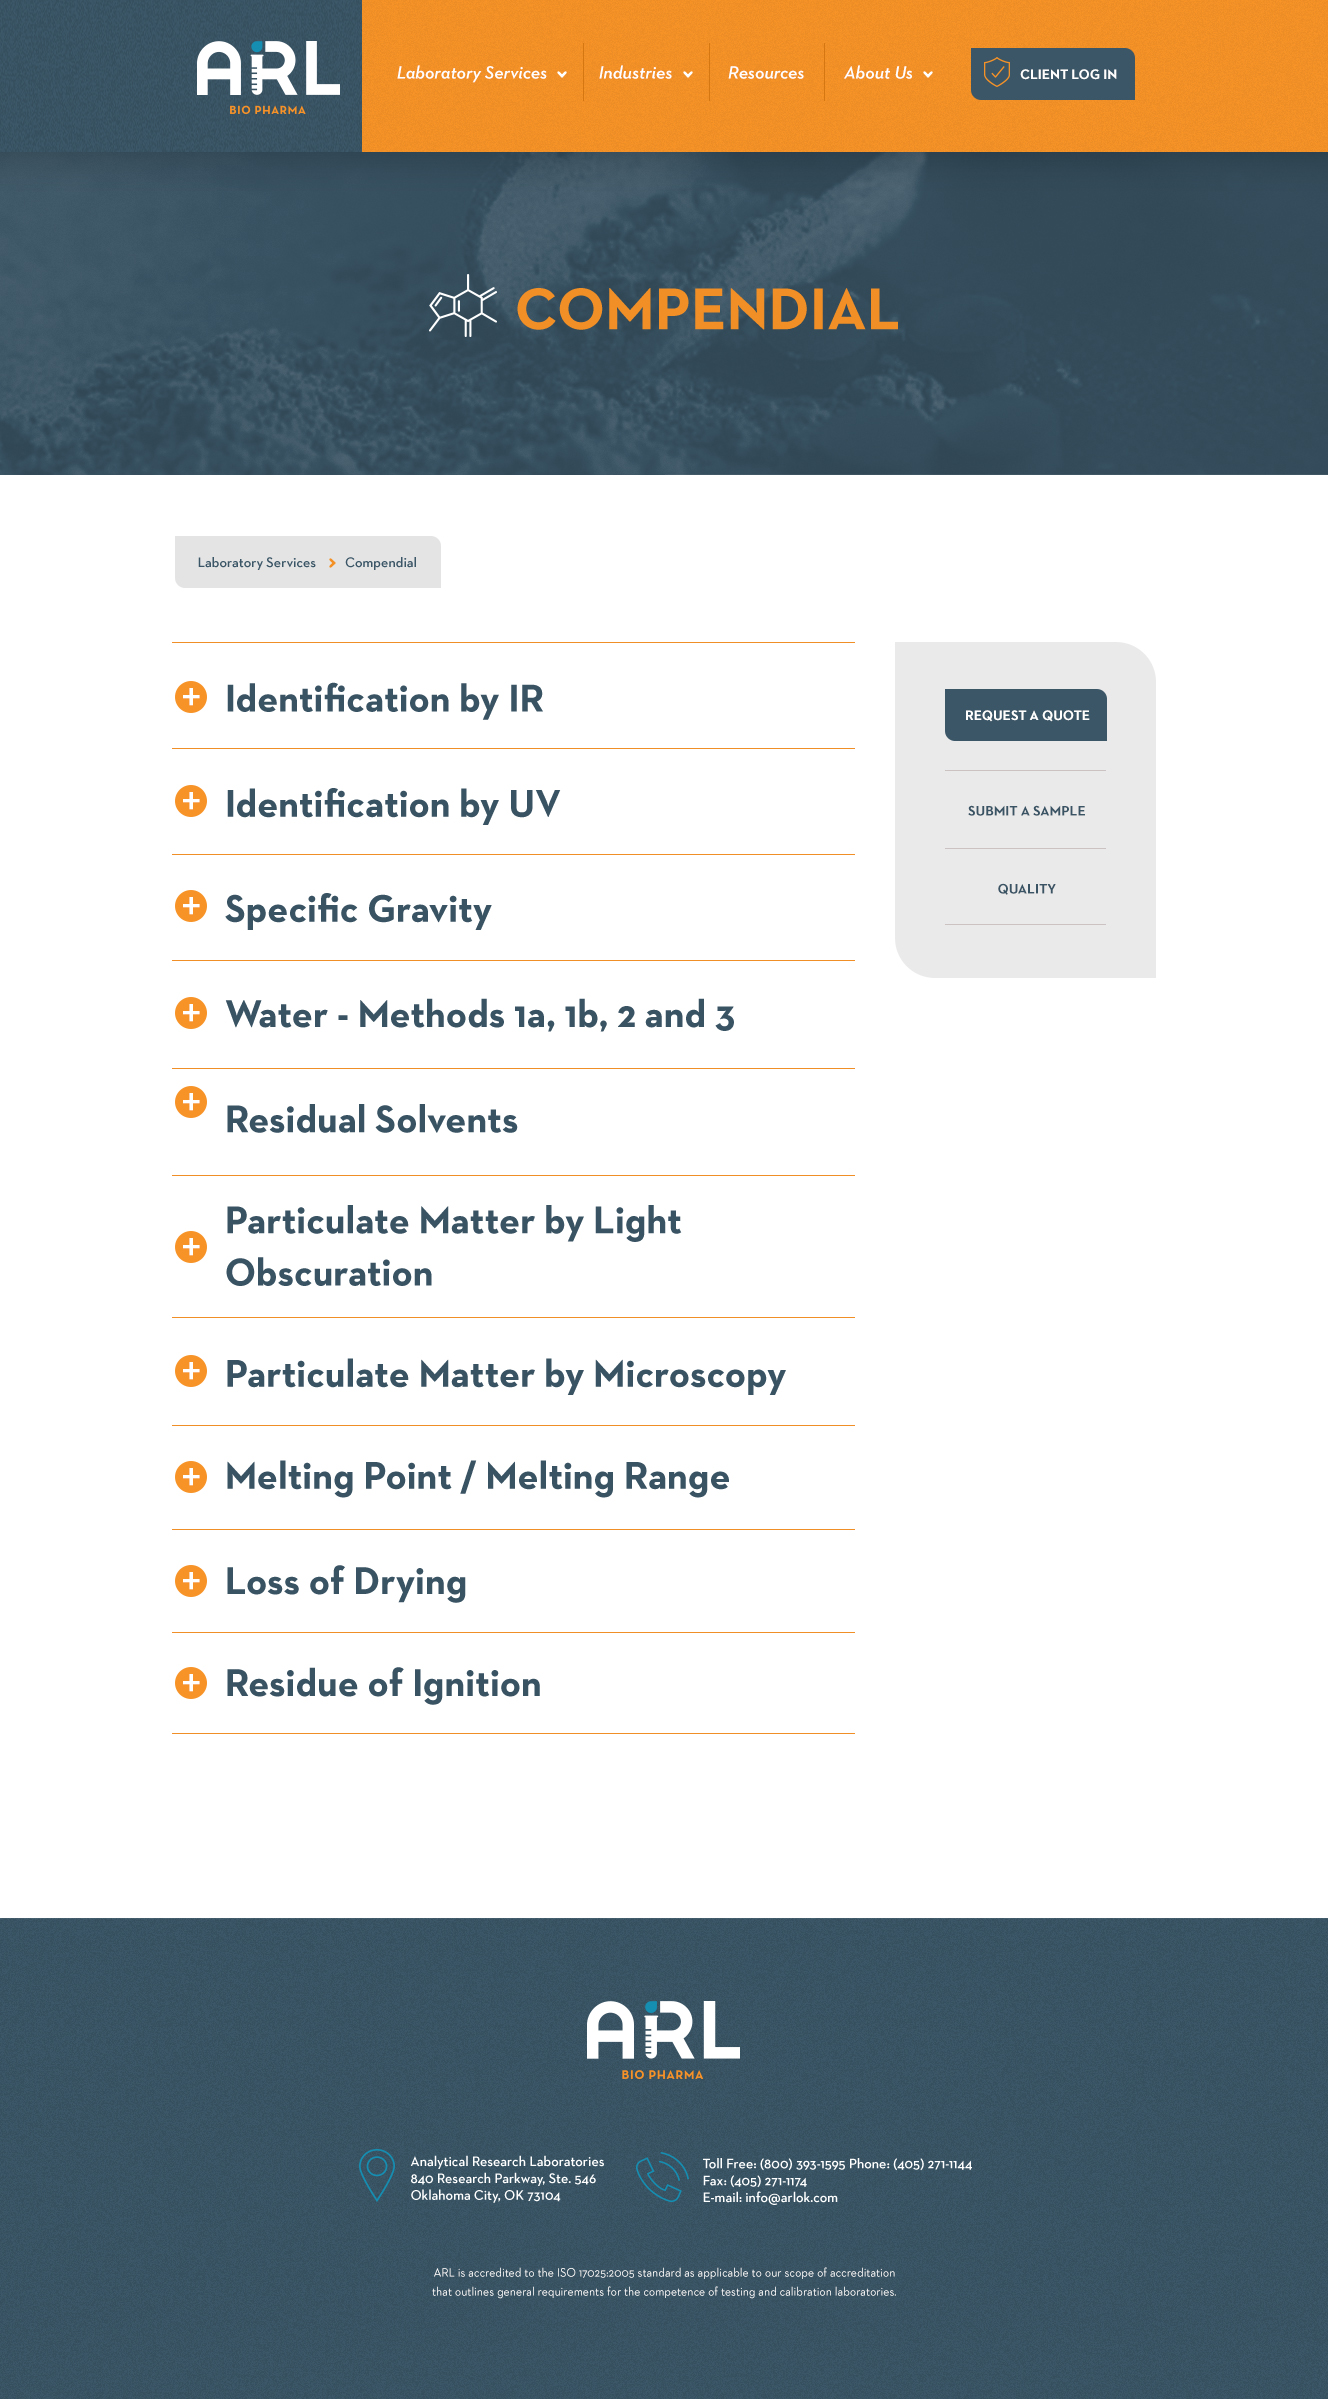 ARL
BIO PHARMA
Laboratory Services
Industries
Resources
About Us
CLIENT LOG IN
COMPENDIAL
Laboratory Services > Compendial
Identification by IR
Identification by UV
Specific Gravity
Water - Methods 1a, 1b, 2 and 3
Residual Solvents
Particulate Matter by Light
Obscuration
Particulate Matter by Microscopy
Melting Point / Melting Range
Loss of Drying
Residue of Ignition
REQUEST A QUOTE
SUBMIT A SAMPLE
QUALITY
ARL
BIO PHARMA
Analytical Research Laboratories
840 Research Parkway, Ste. 546
Oklahoma City, OK 73104
Toll Free: (800) 393-1595 Phone: (405) 271-1144
Fax: (405) 271-1174
E-mail: info@arlok.com
ARL is accredited to the ISO 17025:2005 standard as applicable to our scope of accreditation
that outlines general requirements for the competence of testing and calibration laboratories.